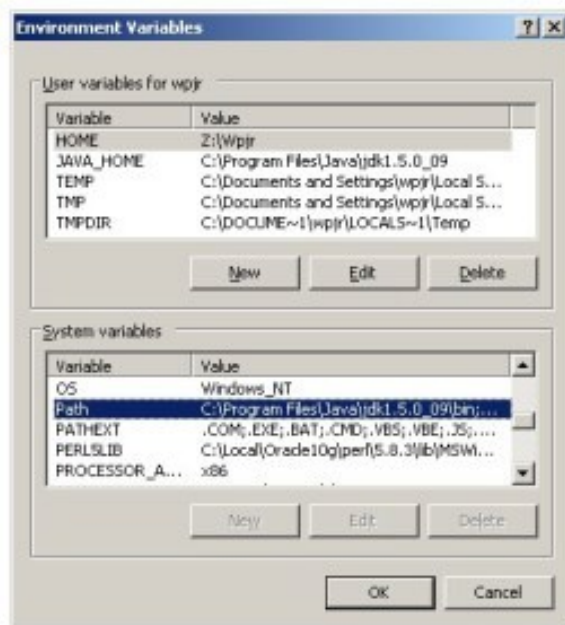 Environment Variables
User variables for wpjr
Variable Value
HOME Z:\Wpjr
JAVA_HOME C:\Program Files\Java\jdk1.5.0_09
TEMP C:\Documents and Settings\wpjr\Local S...
TMP C:\Documents and Settings\wpjr\Local S...
TMPDIR C:\DOCUME~1\wpjr\LOCALS~1\Temp
New Edit Delete
System variables
Variable Value
OS Windows_NT
Path C:\Program Files\Java\jdk1.5.0_09\bin;...
PATHEXT .COM;.EXE;.BAT;.CMD;.VBS;.VBE;.JS;....
PERL5LIB C:\Local\Oracle10g\perl\5.8.3\lib\MSWi...
PROCESSOR_A... x86
New Edit Delete
OK Cancel